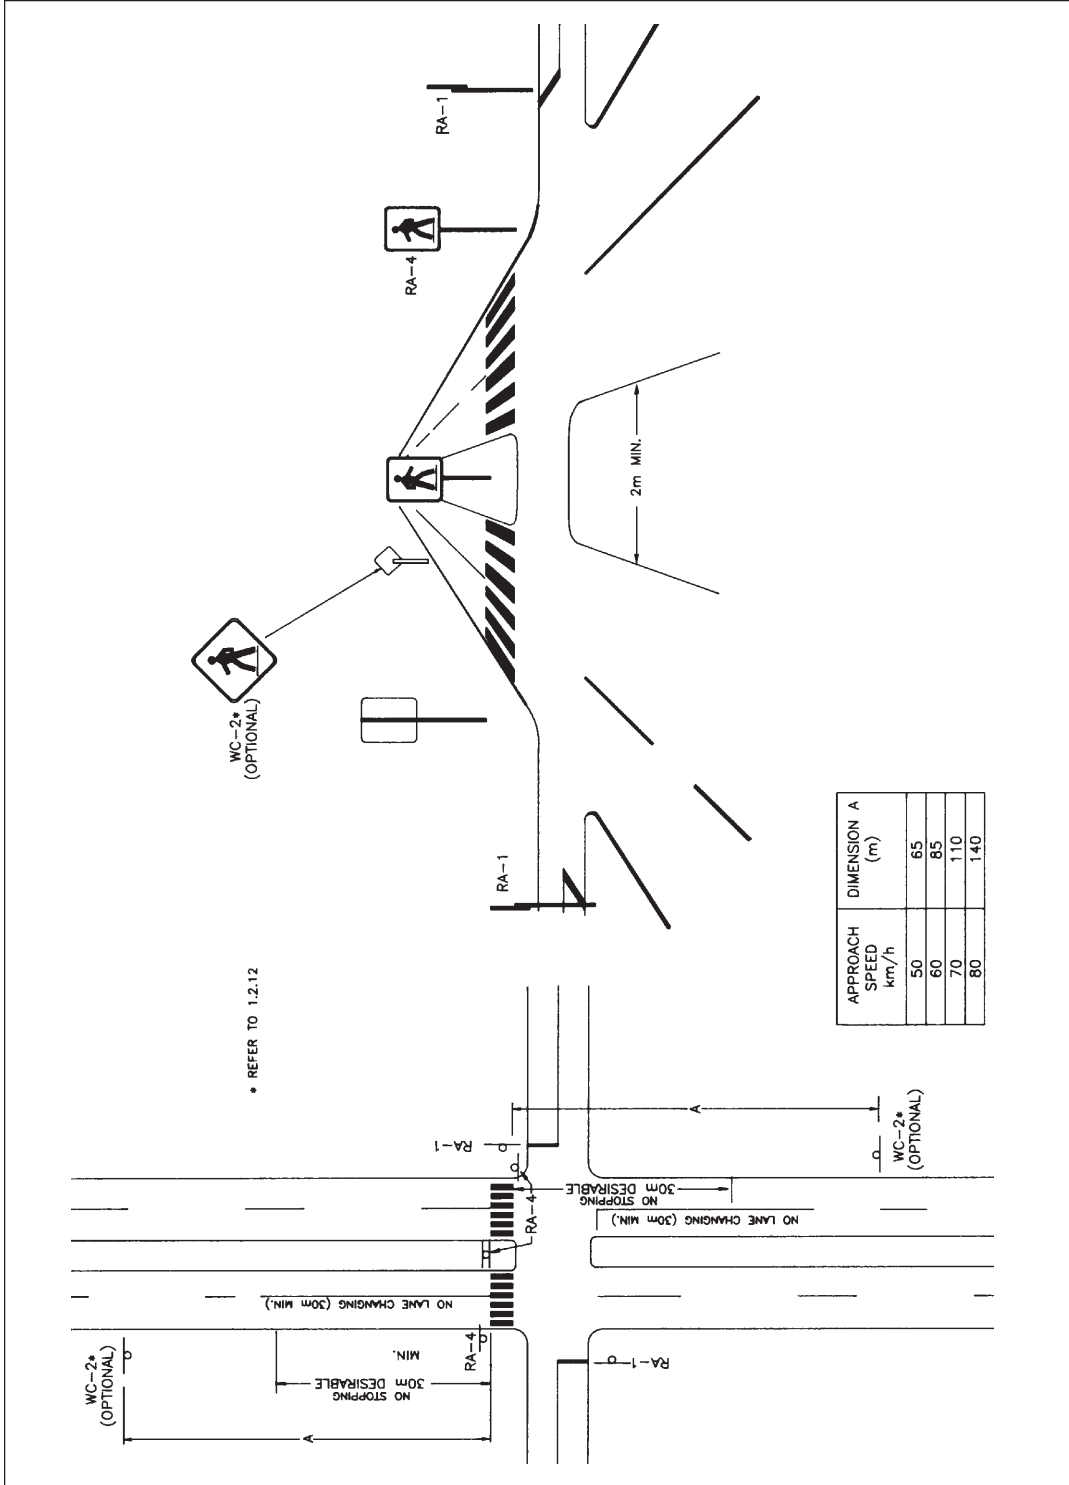 RA-1
RA-4
WC-2*
(OPTIONAL)
2m MIN.
RA-1
* REFER TO 1.2.12
APPROACH SPEED km/h
DIMENSION A (m)
50 65
60 85
70 110
80 140
RA-1
RA-4
A
WC-2*
(OPTIONAL)
NO STOPPING
30m DESIRABLE
NO LANE CHANGING (30m MIN.)
NO LANE CHANGING (30m MIN.)
WC-2*
(OPTIONAL)
RA-4
MIN.
NO STOPPING
30m DESIRABLE
A
RA-1